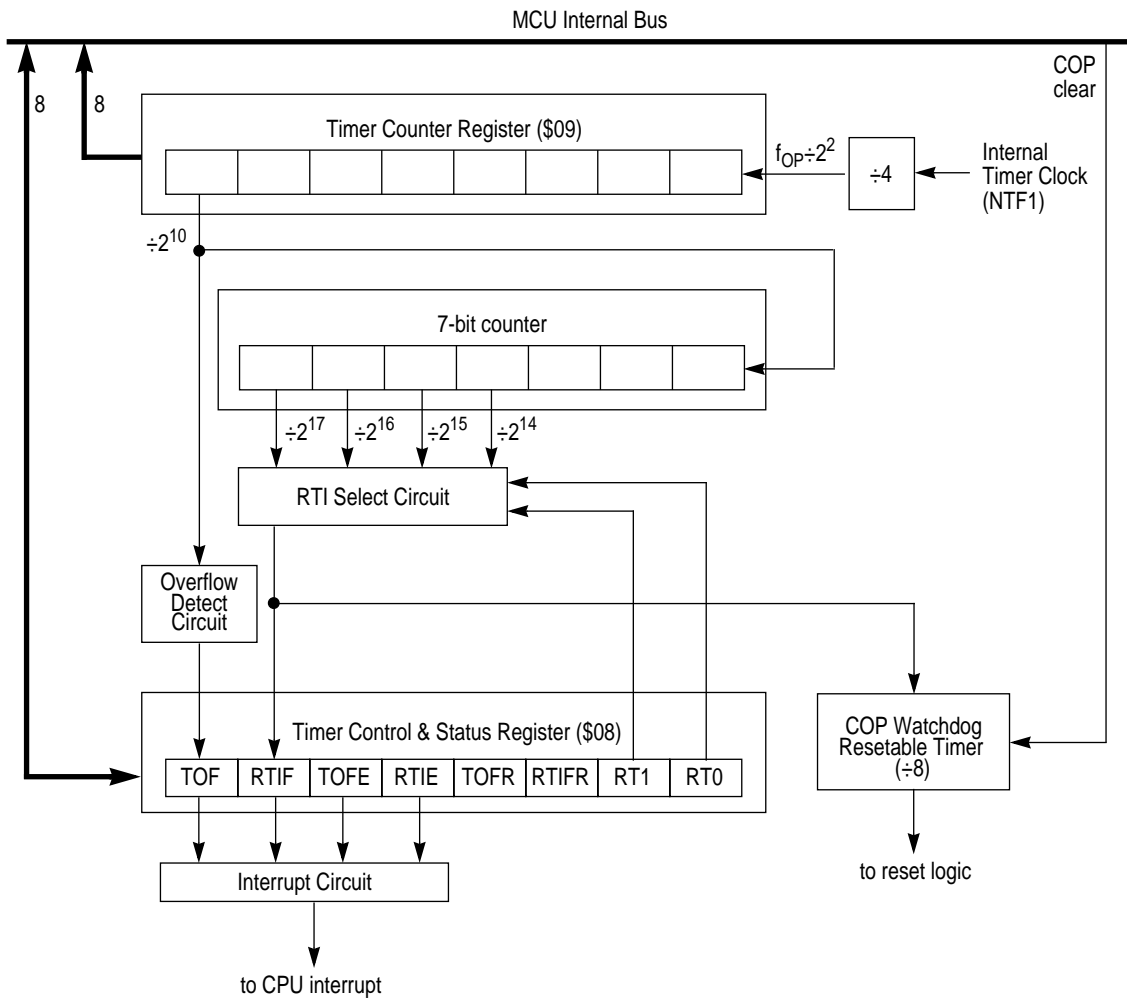 MCU Internal Bus
COP
clear
8
8
Timer Counter Register ($09)
f_OP÷2²
÷4
Internal
Timer Clock
(NTF1)
÷2¹⁰
7-bit counter
÷2¹⁷
÷2¹⁶
÷2¹⁵
÷2¹⁴
RTI Select Circuit
Overflow
Detect
Circuit
Timer Control & Status Register ($08)
TOF RTIF TOFE RTIE TOFR RTIFR RT1 RT0
COP Watchdog
Resetable Timer
(÷8)
Interrupt Circuit
to reset logic
to CPU interrupt